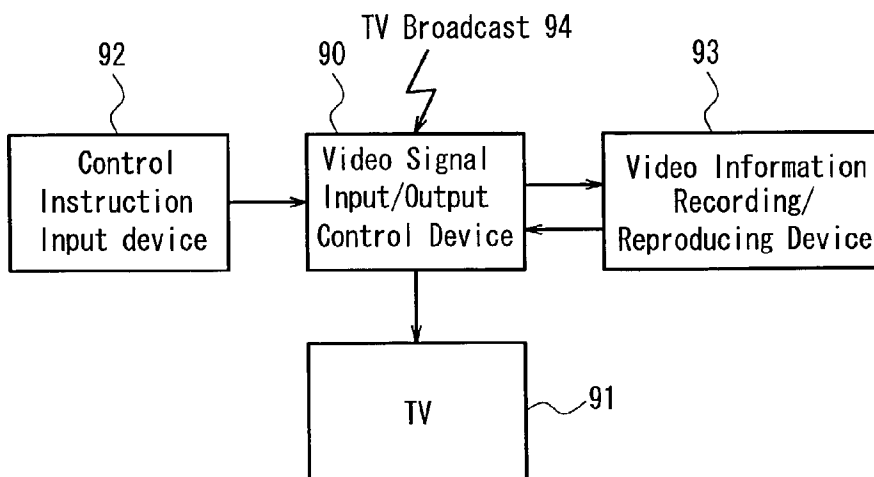 TV Broadcast 94
92
90
93
Control
Instruction
Input device
Video Signal
Input/Output
Control Device
Video Information
Recording/
Reproducing Device
TV
91